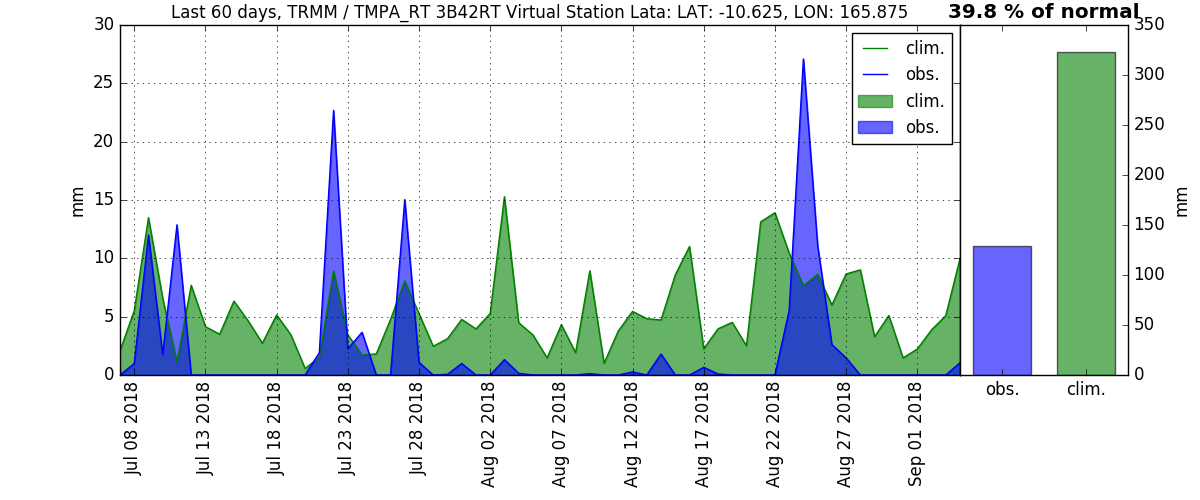 Last 60 days, TRMM / TMPA_RT 3B42RT Virtual Station Lata: LAT: -10.625, LON: 165.875
39.8 % of normal
30
25
20
15
10
5
0
mm
clim.
obs.
clim.
obs.
350
300
250
200
150
100
50
0
mm
Jul 08 2018
Jul 13 2018
Jul 18 2018
Jul 23 2018
Jul 28 2018
Aug 02 2018
Aug 07 2018
Aug 12 2018
Aug 17 2018
Aug 22 2018
Aug 27 2018
Sep 01 2018
obs.
clim.